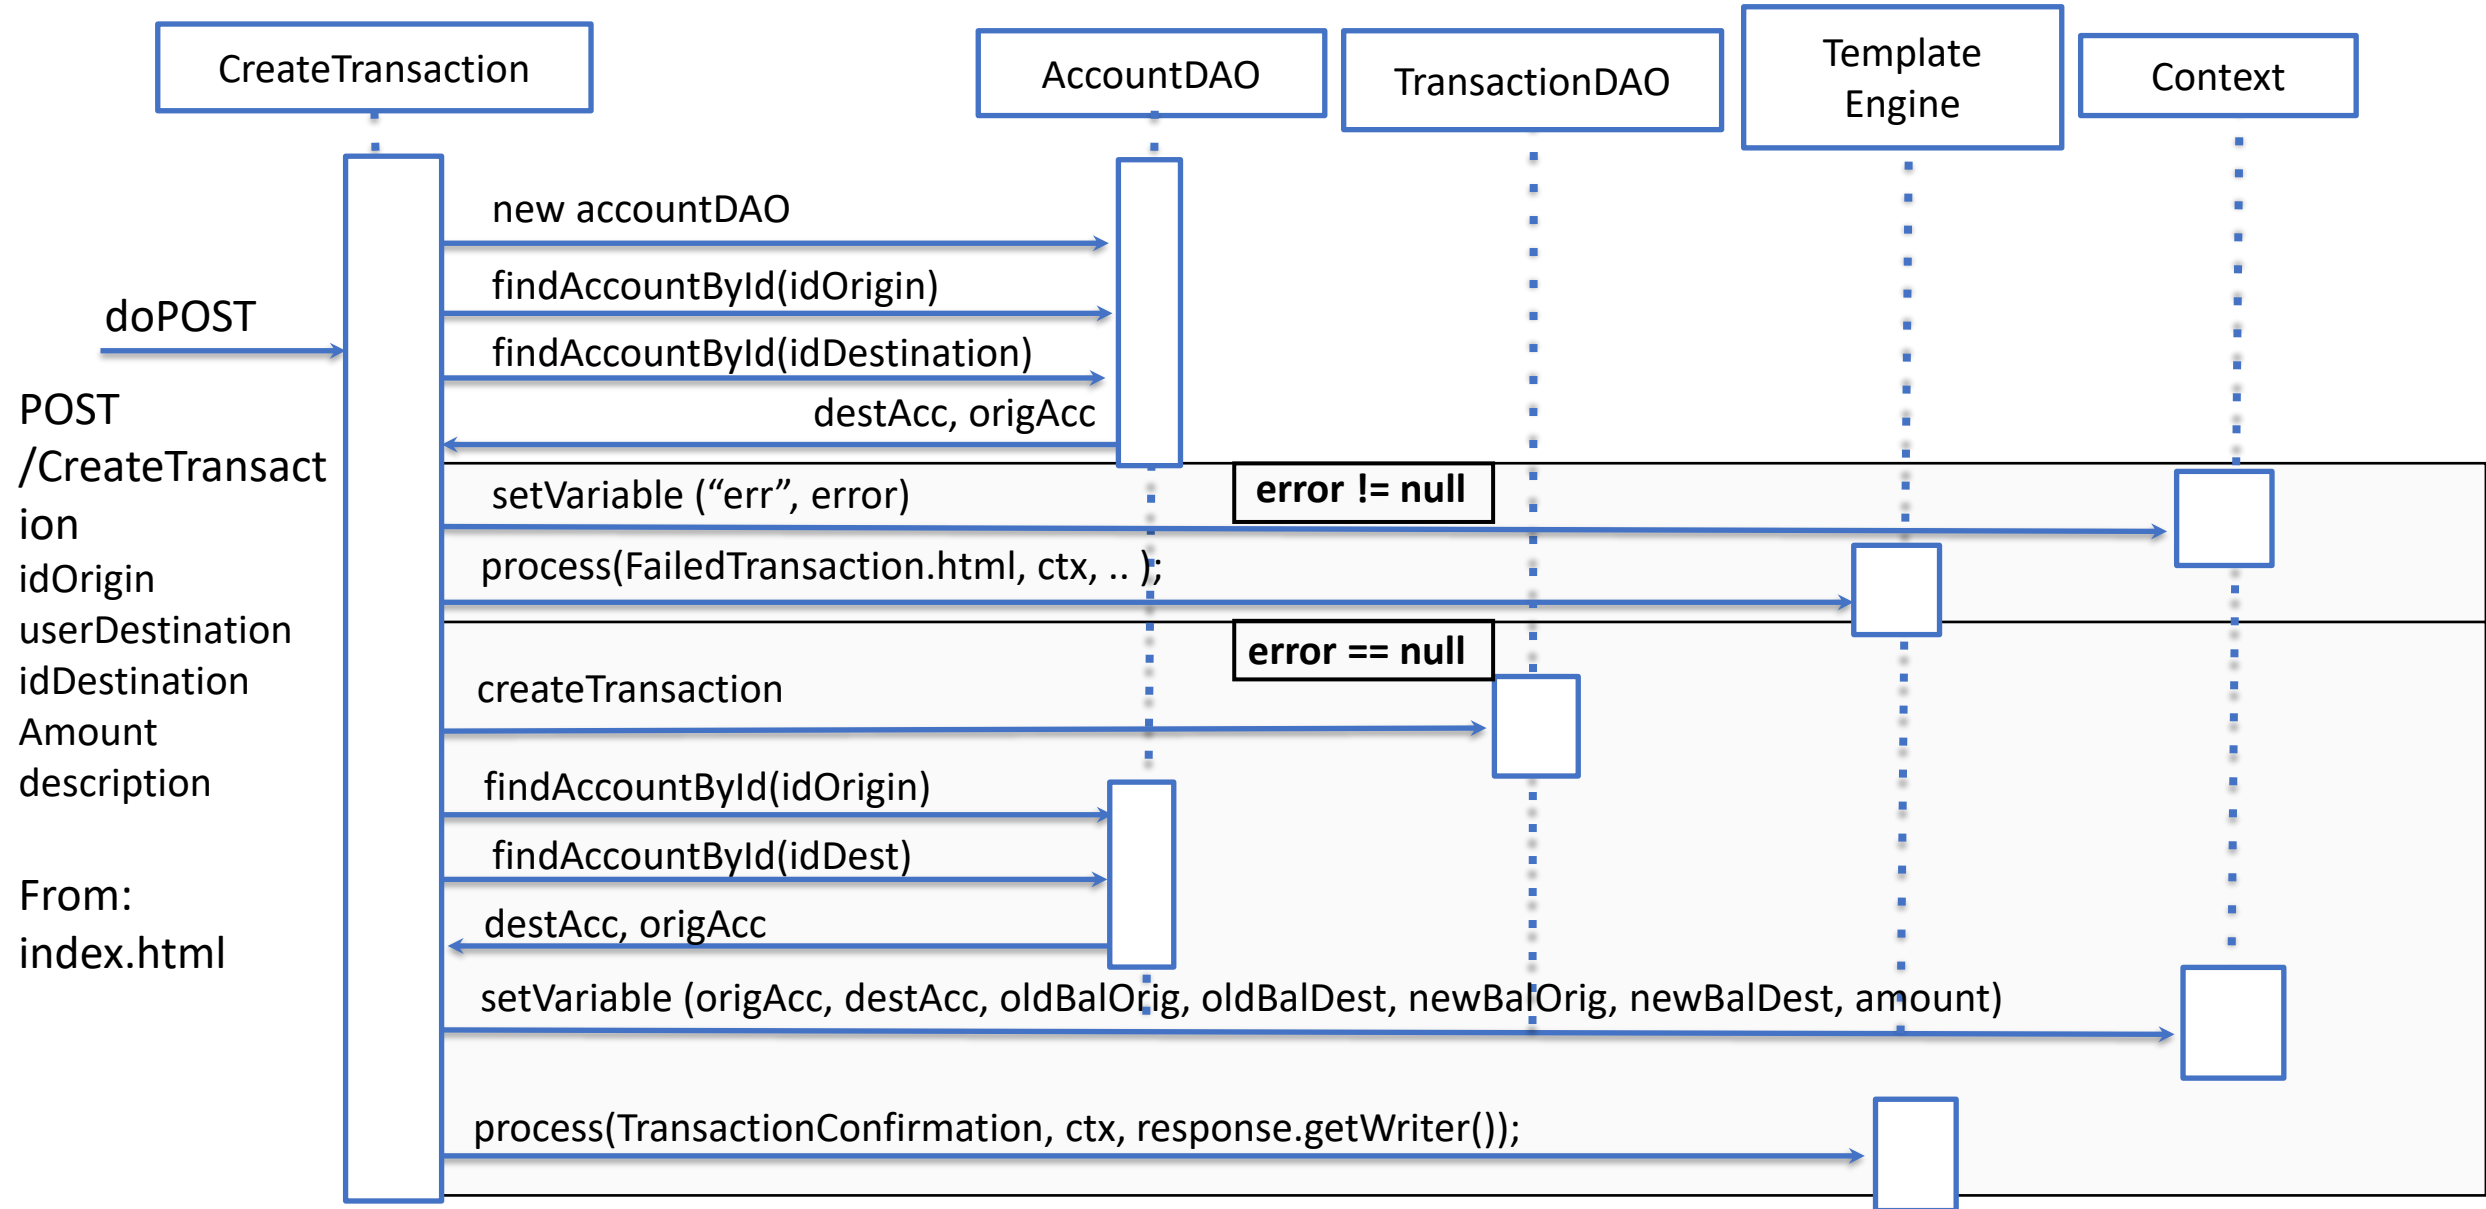 CreateTransaction
AccountDAO
TransactionDAO
Template
Engine
Context
new accountDAO
findAccountById(idOrigin)
doPOST
findAccountById(idDestination)
destAcc, origAcc
POST
/CreateTransact
ion
idOrigin
userDestination
idDestination
Amount
description
From:
index.html
error != null
setVariable (“err”, error)
process(FailedTransaction.html, ctx, .. );
error == null
createTransaction
findAccountById(idOrigin)
findAccountById(idDest)
destAcc, origAcc
setVariable (origAcc, destAcc, oldBalOrig, oldBalDest, newBalOrig, newBalDest, amount)
process(TransactionConfirmation, ctx, response.getWriter());